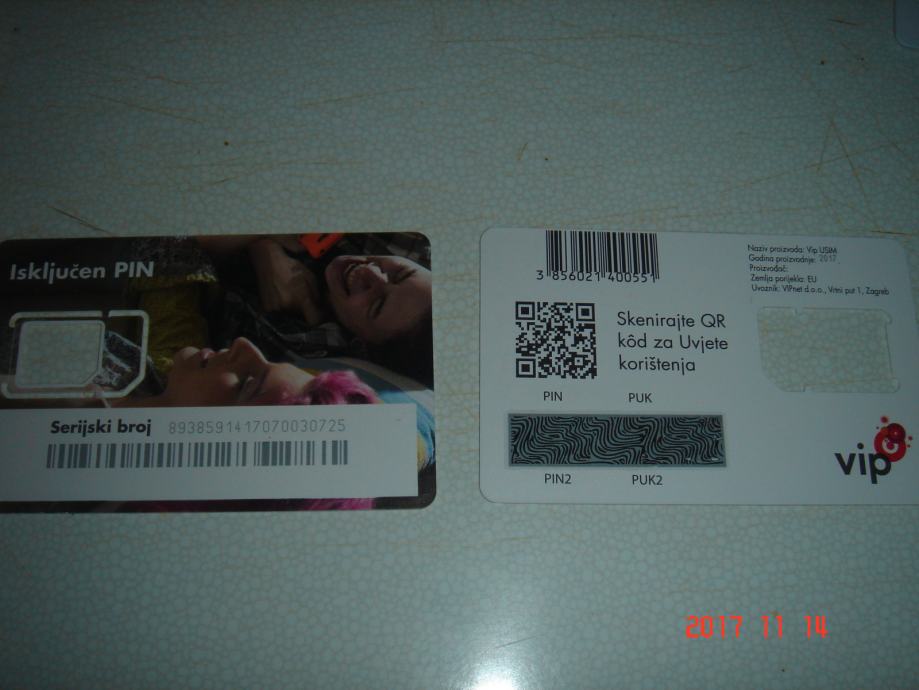 Isključen PIN
Serijski broj 8938591417070030725
3 856021 400551
Naziv proizvoda: Vip USIM
Godina proizvodnje: 2017.
Proizvođač:
Zemlja porijekla: EU
Uvoznik: VIPnet d.o.o., Vrtni put 1, Zagreb
Skenirajte QR
kôd za Uvjete
korištenja
PIN PUK
PIN2 PUK2
vip
2017 11 14